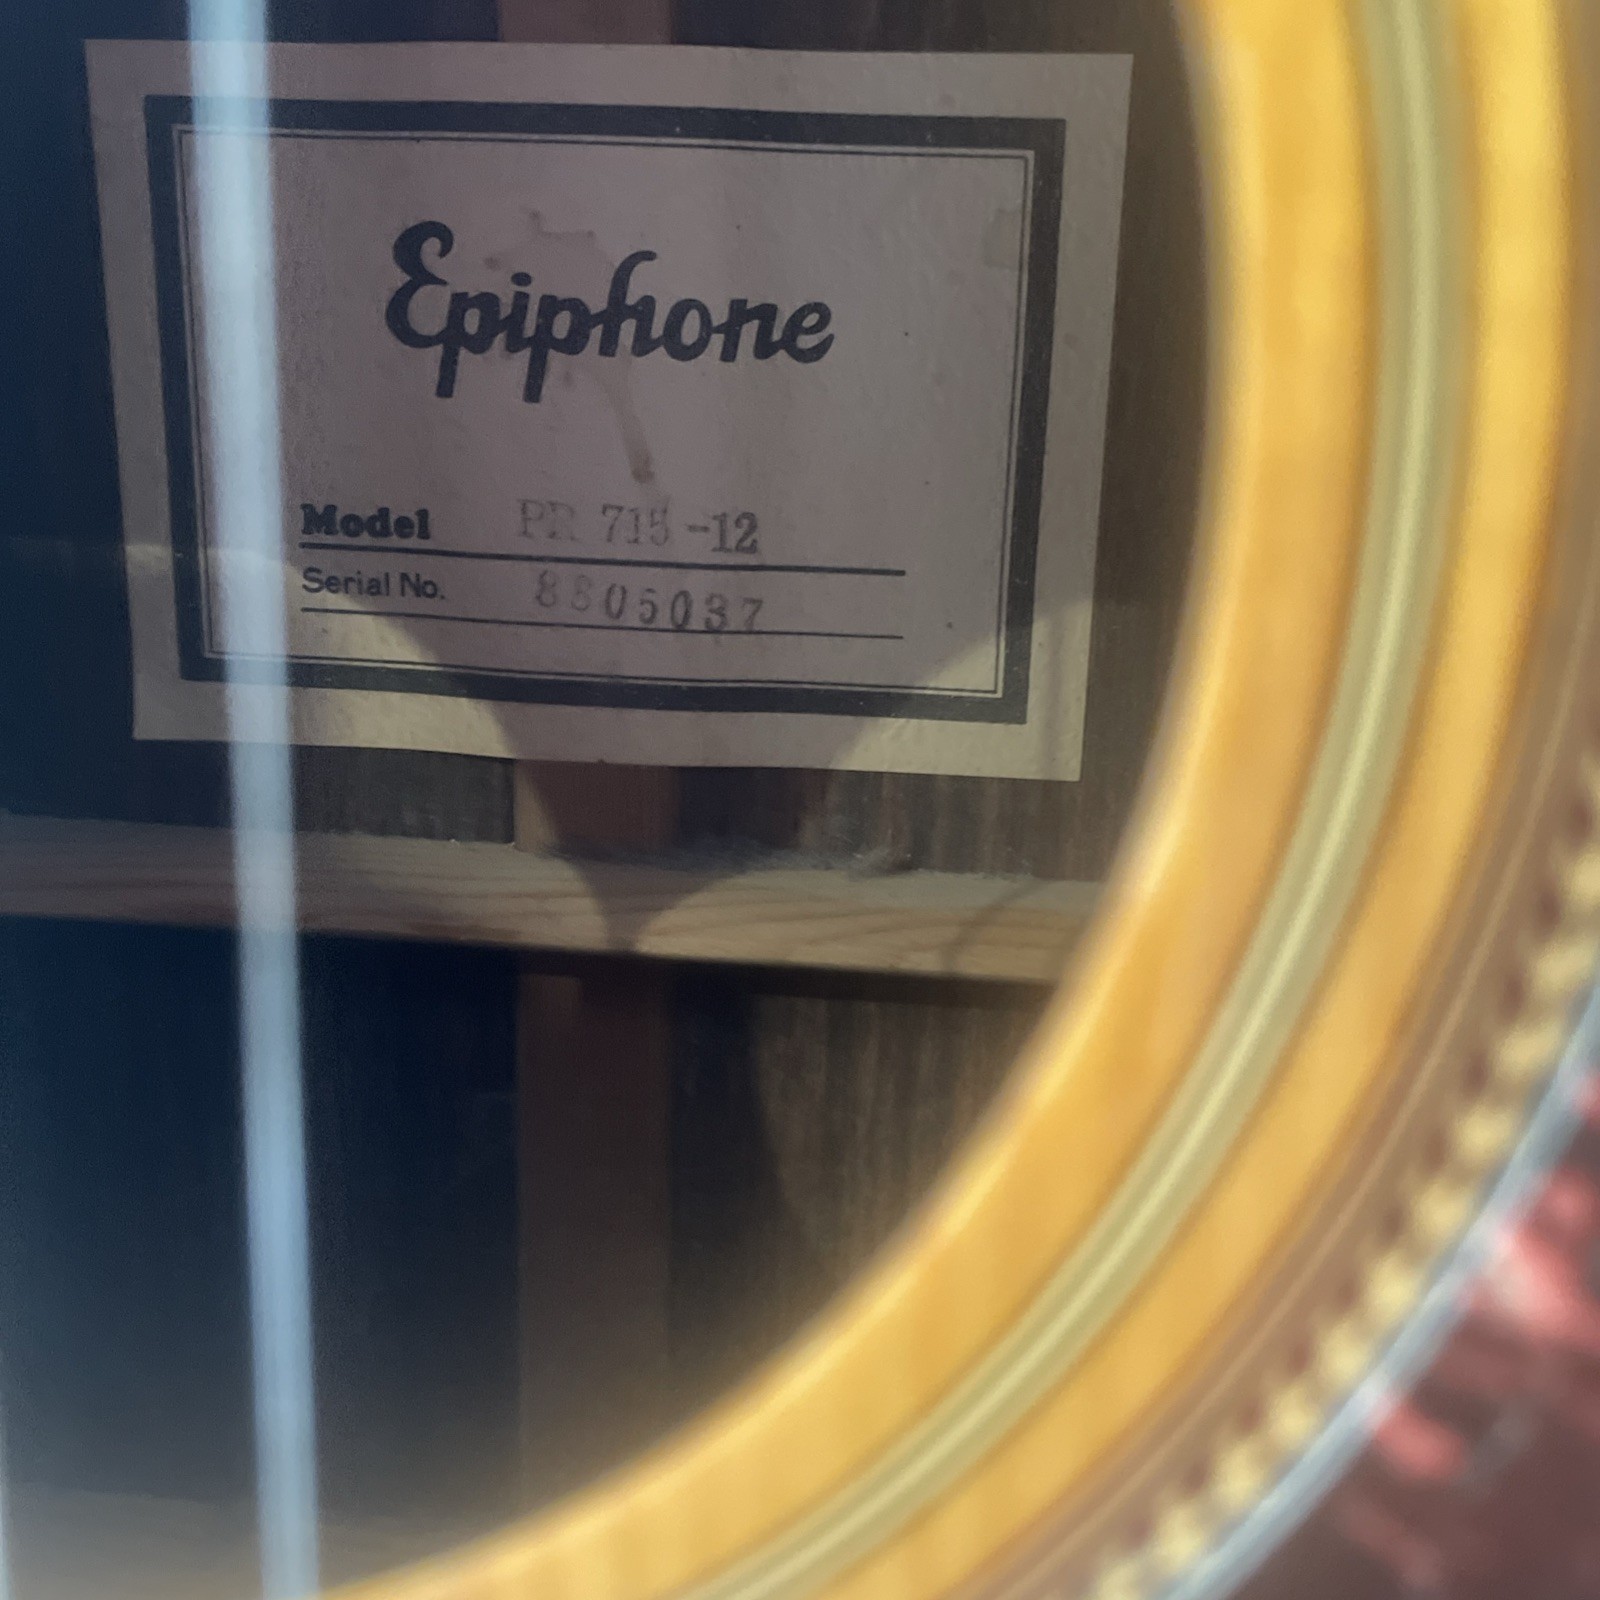 Epiphone
Model PR 715-12
Serial No. 8805037